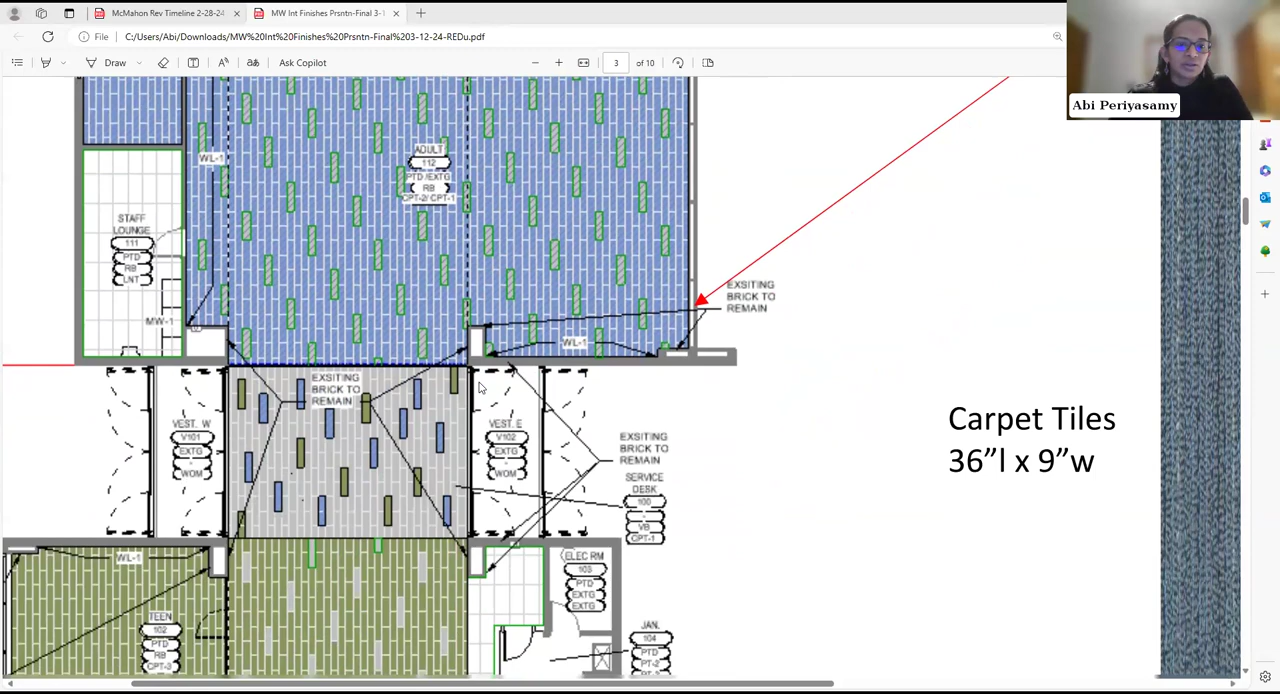 McMahon Rev Timeline 2-28-24
MW Int Finishes Prsntn-Final 3-1
File
C:/Users/Abi/Downloads/MW%20Int%20Finishes%20Prsntn-Final%203-12-24-REDu.pdf
Draw
Ask Copilot
3
of 10
Abi Periyasamy
WL-1
ADULT
112
PTD /EXTG
RB
CPT-2/ CPT-1
STAFF
LOUNGE
111
PTD
RB
LNT
MW-1
WL-1
EXSITING
BRICK TO
REMAIN
EXSITING
BRICK TO
REMAIN
VEST. W
V101
EXTG
-
WOM
VEST. E
V102
EXTG
-
WOM
EXSITING
BRICK TO
REMAIN
SERVICE
DESK
100
-
VB
CPT-1
Carpet Tiles
36”l x 9”w
WL-1
ELEC RM
103
PTD
EXTG
EXTG
TEEN
102
PTD
RB
CPT-3
JAN.
104
PTD
PT-2